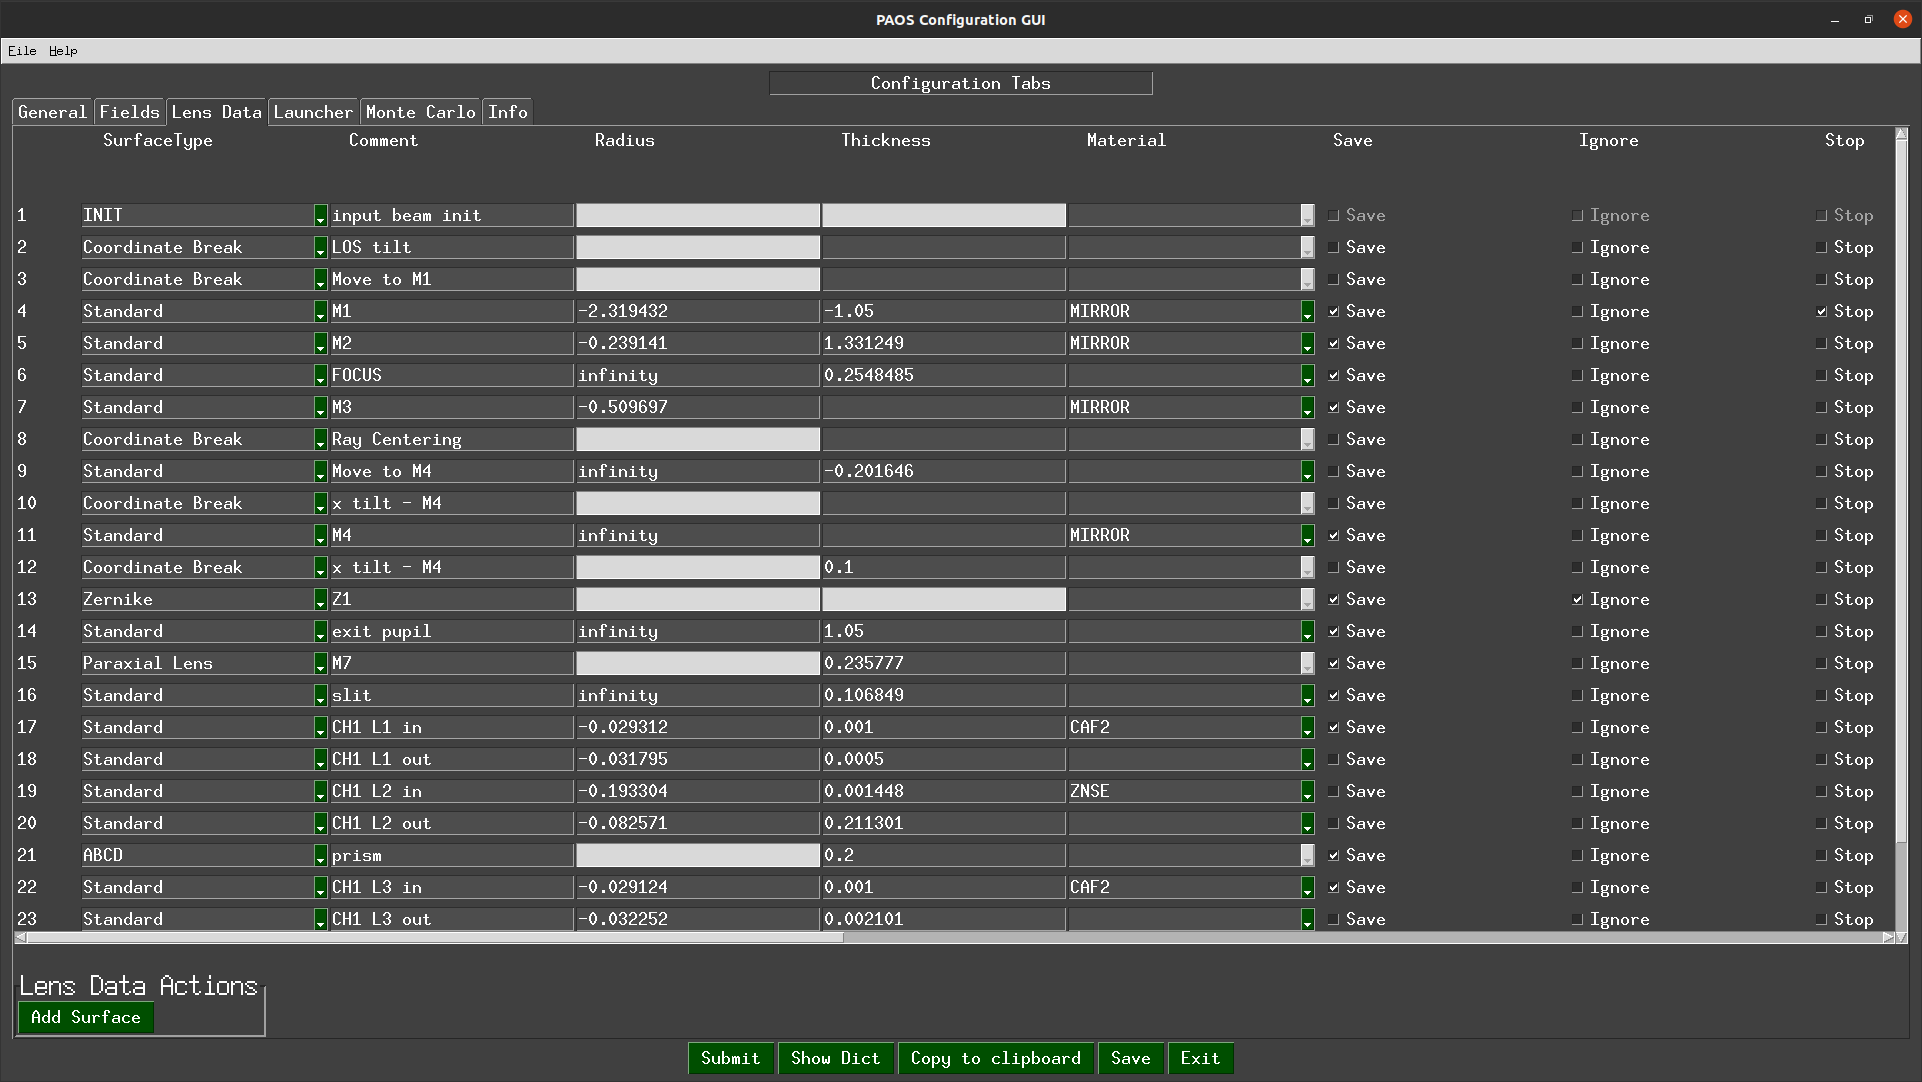 PAOS Configuration GUI
Eile Help
Configuration Tabs
General Fields Lens Data Launcher Monte Carlo Info
SurfaceType Comment Radius Thickness Material Save Ignore Stop
1 INIT input beam init Save Ignore Stop
2 Coordinate Break LOS tilt Save Ignore Stop
3 Coordinate Break Move to M1 Save Ignore Stop
4 Standard M1 -2.319432 -1.05 MIRROR Save Ignore Stop
5 Standard M2 -0.239141 1.331249 MIRROR Save Ignore Stop
6 Standard FOCUS infinity 0.2548485 Save Ignore Stop
7 Standard M3 -0.509697 MIRROR Save Ignore Stop
8 Coordinate Break Ray Centering Save Ignore Stop
9 Standard Move to M4 infinity -0.201646 Save Ignore Stop
10 Coordinate Break x tilt - M4 Save Ignore Stop
11 Standard M4 infinity MIRROR Save Ignore Stop
12 Coordinate Break x tilt - M4 0.1 Save Ignore Stop
13 Zernike Z1 Save Ignore Stop
14 Standard exit pupil infinity 1.05 Save Ignore Stop
15 Paraxial Lens M7 0.235777 Save Ignore Stop
16 Standard slit infinity 0.106849 Save Ignore Stop
17 Standard CH1 L1 in -0.029312 0.001 CAF2 Save Ignore Stop
18 Standard CH1 L1 out -0.031795 0.0005 Save Ignore Stop
19 Standard CH1 L2 in -0.193304 0.001448 ZNSE Save Ignore Stop
20 Standard CH1 L2 out -0.082571 0.211301 Save Ignore Stop
21 ABCD prism 0.2 Save Ignore Stop
22 Standard CH1 L3 in -0.029124 0.001 CAF2 Save Ignore Stop
23 Standard CH1 L3 out -0.032252 0.002101 Save Ignore Stop
Lens Data Actions
Add Surface
Submit Show Dict Copy to clipboard Save Exit